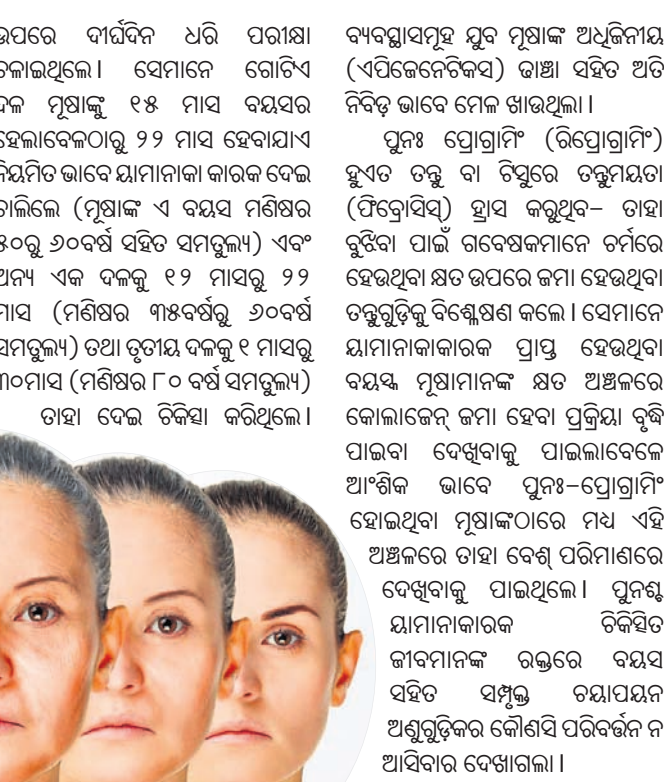 ଉପରେ ଦୀର୍ଘଦିନ ଧରି ପରୀକ୍ଷା
ଚଳାଇଥିଲେ। ସେମାନେ ଗୋଟିଏ
ଦଳ ମୂଷାଙ୍କୁ ୧୫ ମାସ ବୟସର
ହେଲାବେଳଠାରୁ ୨୨ ମାସ ହେବାଯାଏ
ନିୟମିତ ଭାବେ ୟାମାନାକା କାରକ ଦେଇ
ଚାଲିଲେ (ମୂଷାଙ୍କ ଏ ବୟସ ମଣିଷର
୫୦ରୁ ୬୦ବର୍ଷ ସହିତ ସମତୁଲ୍ୟ) ଏବଂ
ଅନ୍ୟ ଏକ ଦଳକୁ ୧୨ ମାସରୁ ୨୨
ମାସ (ମଣିଷର ୩୫ବର୍ଷରୁ ୬୦ବର୍ଷ
ସମତୁଲ୍ୟ) ତଥା ତୃତୀୟ ଦଳକୁ ୧ ମାସରୁ
୩୦ମାସ (ମଣିଷର ୮୦ ବର୍ଷ ସମତୁଲ୍ୟ)
ତାହା ଦେଇ ଚିକିତ୍ସା କରିଥିଲେ।
ବ୍ୟବସ୍ଥାସମୂହ ଯୁବ ମୂଷାଙ୍କ ଅଧିଜିନୀୟ
(ଏପିଜେନେଟିକସ) ଢାଞ୍ଚା ସହିତ ଅତି
ନିବିଡ଼ ଭାବେ ମେଳ ଖାଉଥିଲା।
ପୁନଃ ପ୍ରୋଗ୍ରାମିଂ (ରିପ୍ରୋଗ୍ରାମିଂ)
ହୁଏତ ତନ୍ତୁ ବା ଟିସୁରେ ତନ୍ତୁମୟତା
(ଫିବ୍ରୋସିସ୍) ହ୍ରାସ କରୁଥିବ– ତାହା
ବୁଝିବା ପାଇଁ ଗବେଷକମାନେ ଚର୍ମରେ
ହେଉଥିବା କ୍ଷତ ଉପରେ ଜମା ହେଉଥିବା
ତନ୍ତୁଗୁଡ଼ିକୁ ବିଶ୍ଳେଷଣ କଲେ। ସେମାନେ
ୟାମାନାକାକାରକ ପ୍ରାପ୍ତ ହେଉଥିବା
ବୟସ୍କ ମୂଷାମାନଙ୍କ କ୍ଷତ ଅଞ୍ଚଳରେ
କୋଲାଜେନ୍ ଜମା ହେବା ପ୍ରକ୍ରିୟା ବୃଦ୍ଧି
ପାଇବା ଦେଖିବାକୁ ପାଇଲାବେଳେ
ଆଂଶିକ ଭାବେ ପୁନଃ–ପ୍ରୋଗ୍ରାମିଂ
ହୋଇଥିବା ମୂଷାଙ୍କଠାରେ ମଧ୍ୟ ଏହି
ଅଞ୍ଚଳରେ ତାହା ବେଶ୍ ପରିମାଣରେ
ଦେଖିବାକୁ ପାଇଥିଲେ। ପୁନଶ୍ଚ
ୟାମାନାକାରକ ଚିକିତ୍ସିତ
ଜୀବମାନଙ୍କ ରକ୍ତରେ ବୟସ
ସହିତ ସମ୍ପୃକ୍ତ ଚୟାପୟନ
ଅଣୁଗୁଡ଼ିକର କୌଣସି ପରିବର୍ତ୍ତନ ନ
ଆସିବାର ଦେଖାଗଲା।